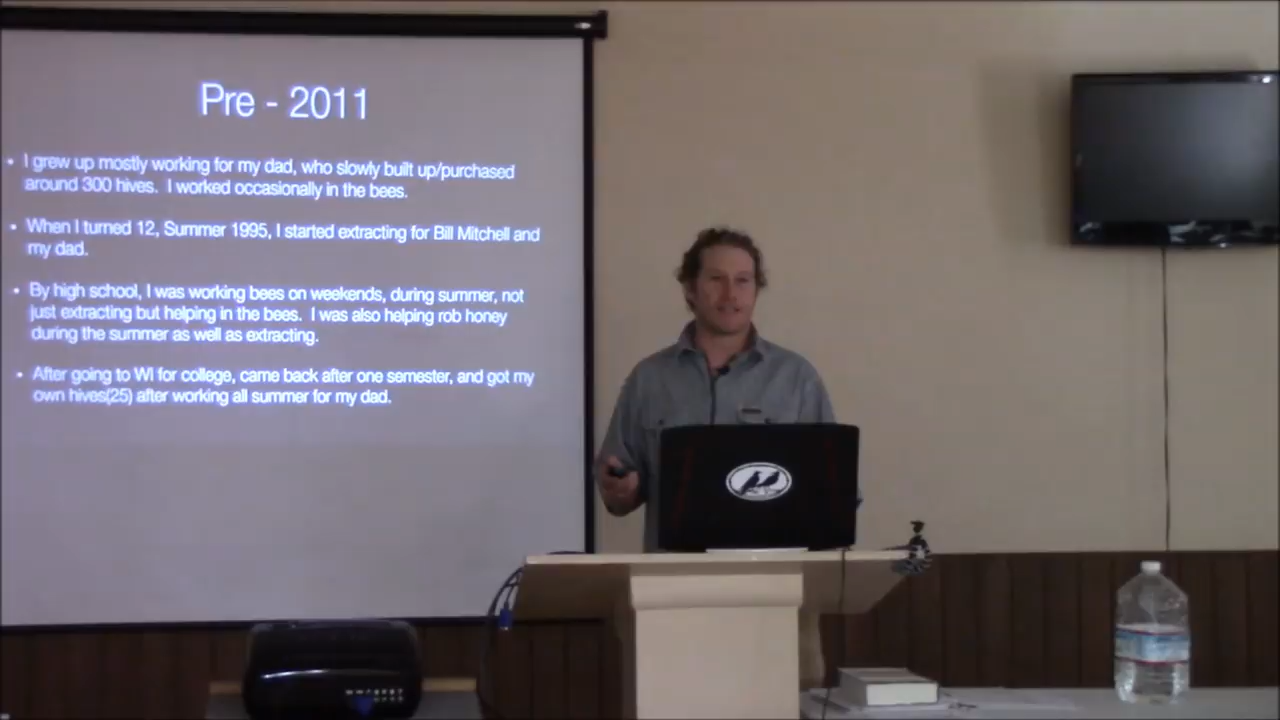 Pre - 2011
• I grew up mostly working for my dad, who slowly built up/purchased
around 300 hives. I worked occasionally in the bees.
• When I turned 12, Summer 1995, I started extracting for Bill Mitchell and
my dad.
• By high school, I was working bees on weekends, during summer, not
just extracting but helping in the bees. I was also helping rob honey
during the summer as well as extracting.
• After going to WI for college, came back after one semester, and got my
own hives(25) after working all summer for my dad.